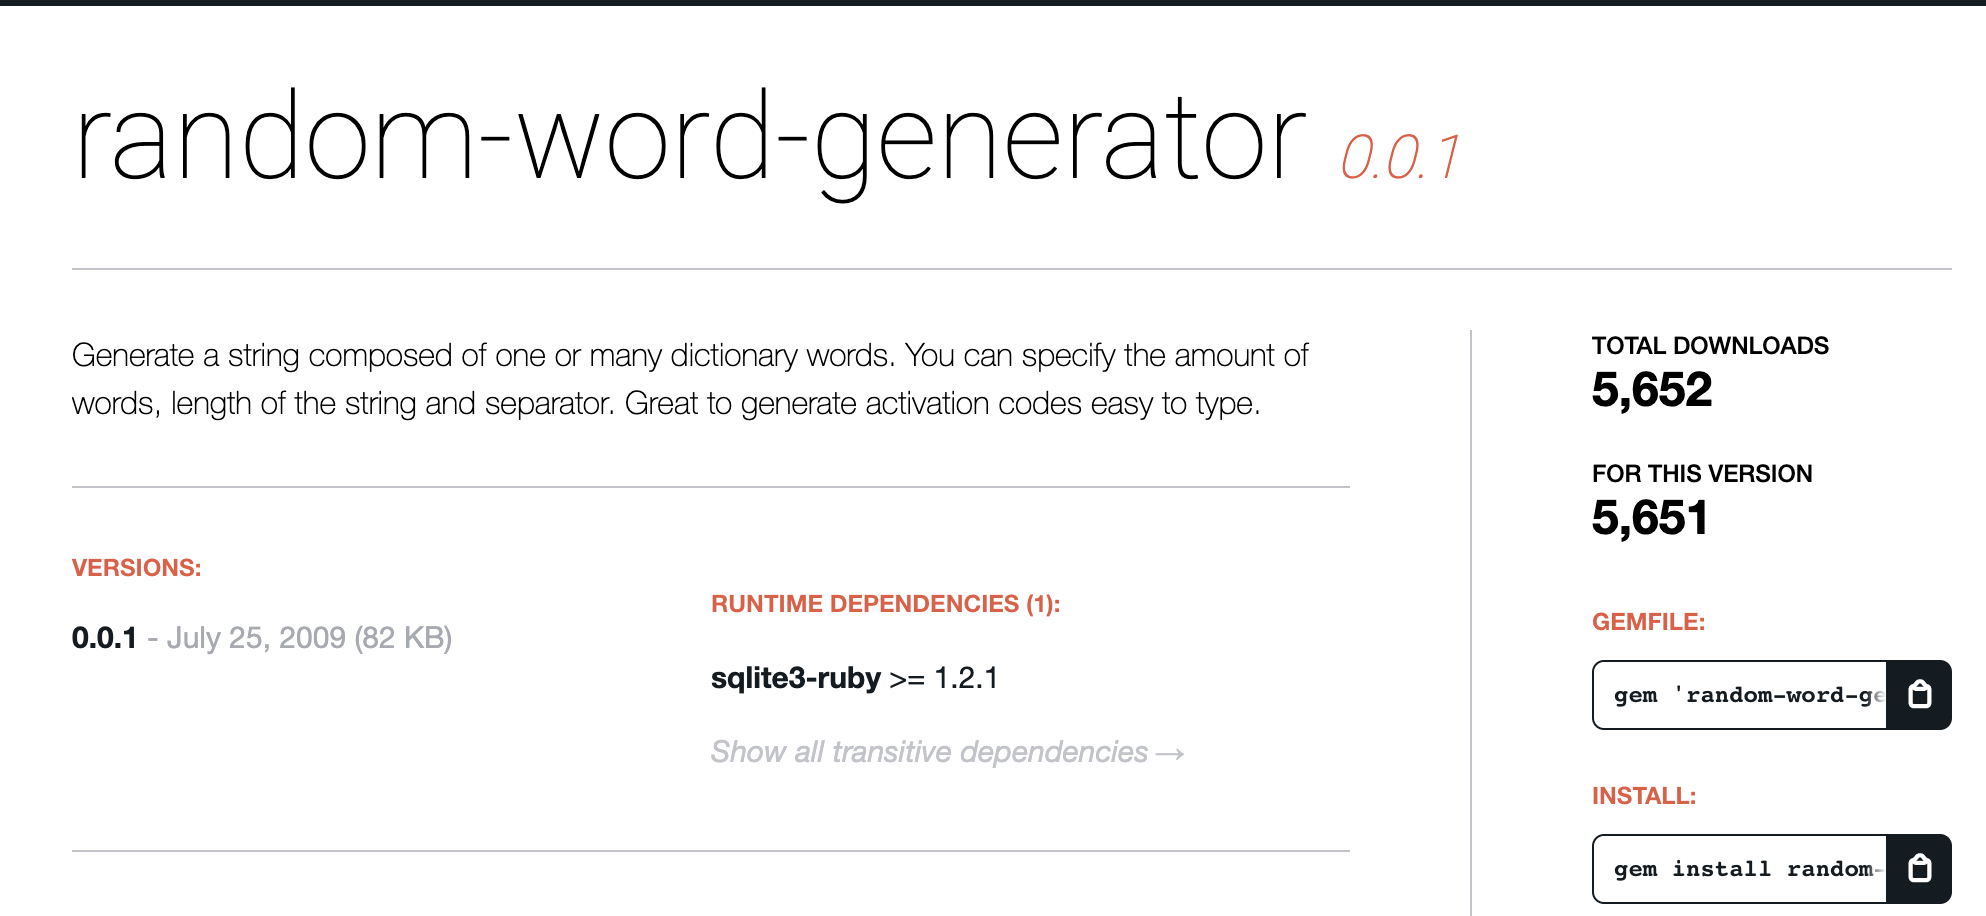 random-word-generator 0.0.1
Generate a string composed of one or many dictionary words. You can specify the amount of
words, length of the string and separator. Great to generate activation codes easy to type.
VERSIONS:
0.0.1 - July 25, 2009 (82 KB)
RUNTIME DEPENDENCIES (1):
sqlite3-ruby >= 1.2.1
Show all transitive dependencies →
TOTAL DOWNLOADS
5,652
FOR THIS VERSION
5,651
GEMFILE:
gem 'random-word-ge
INSTALL:
gem install random-